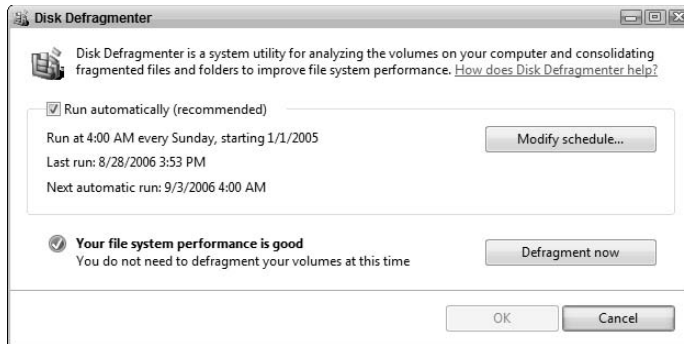 Disk Defragmenter
Disk Defragmenter is a system utility for analyzing the volumes on your computer and consolidating
fragmented files and folders to improve file system performance. How does Disk Defragmenter help?
Run automatically (recommended)
Run at 4:00 AM every Sunday, starting 1/1/2005
Modify schedule...
Last run: 8/28/2006 3:53 PM
Next automatic run: 9/3/2006 4:00 AM
Your file system performance is good
You do not need to defragment your volumes at this time
Defragment now
OK
Cancel